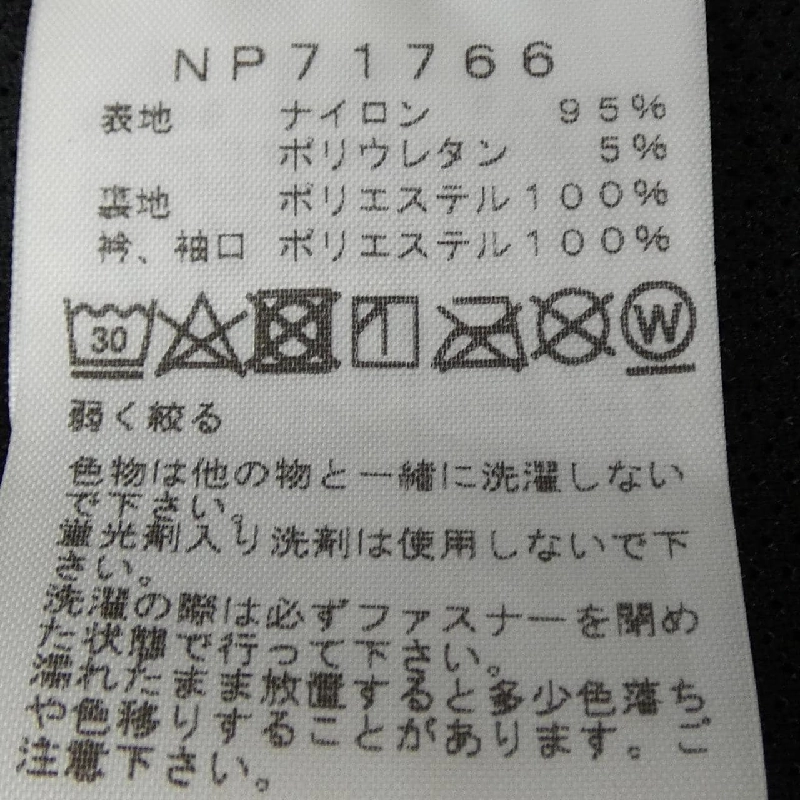 NP71766
表地 ナイロン 95%
ポリウレタン 5%
裏地 ポリエステル100%
衿、袖口 ポリエステル100%
30 W
弱く絞る
色物は他の物と一緒に洗濯しない
で下さい。
蛍光剤入り洗剤は使用しないで下
さい。
洗濯の際は必ずファスナーを閉め
た状態で行って下さい。
濡れたまま放置すると多少色落ち
や色移りすることがあります。ご
注意下さい。